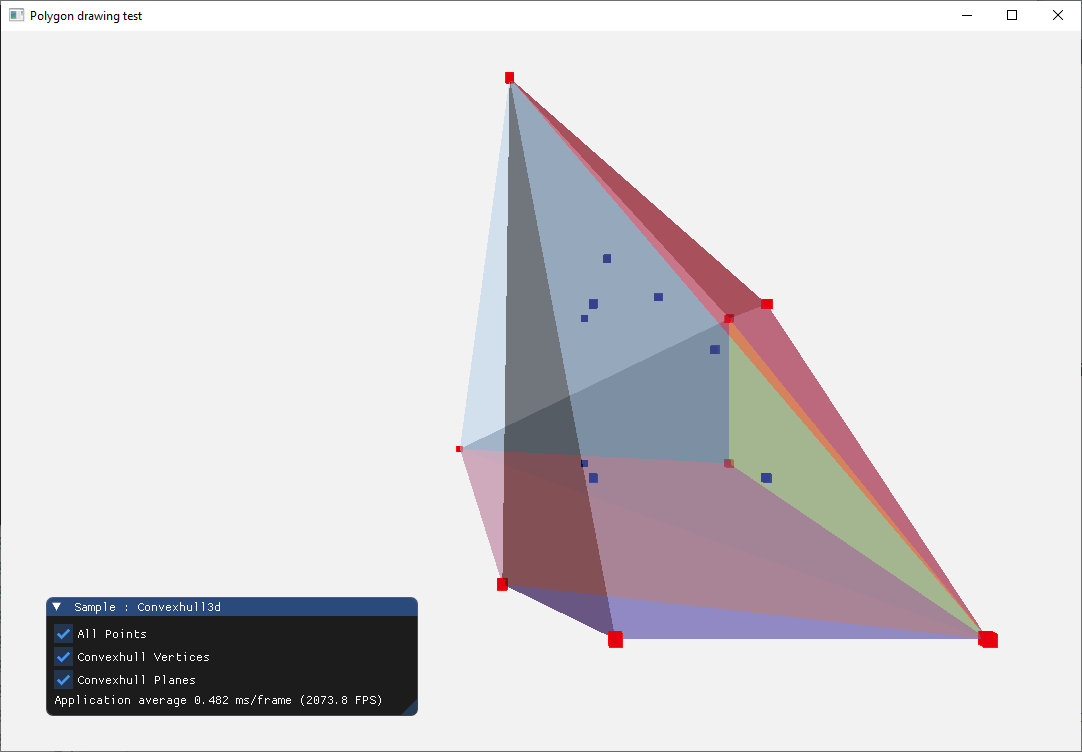 Polygon drawing test
Sample : Convexhull3d
All Points
Convexhull Vertices
Convexhull Planes
Application average 0.482 ms/frame (2073.8 FPS)